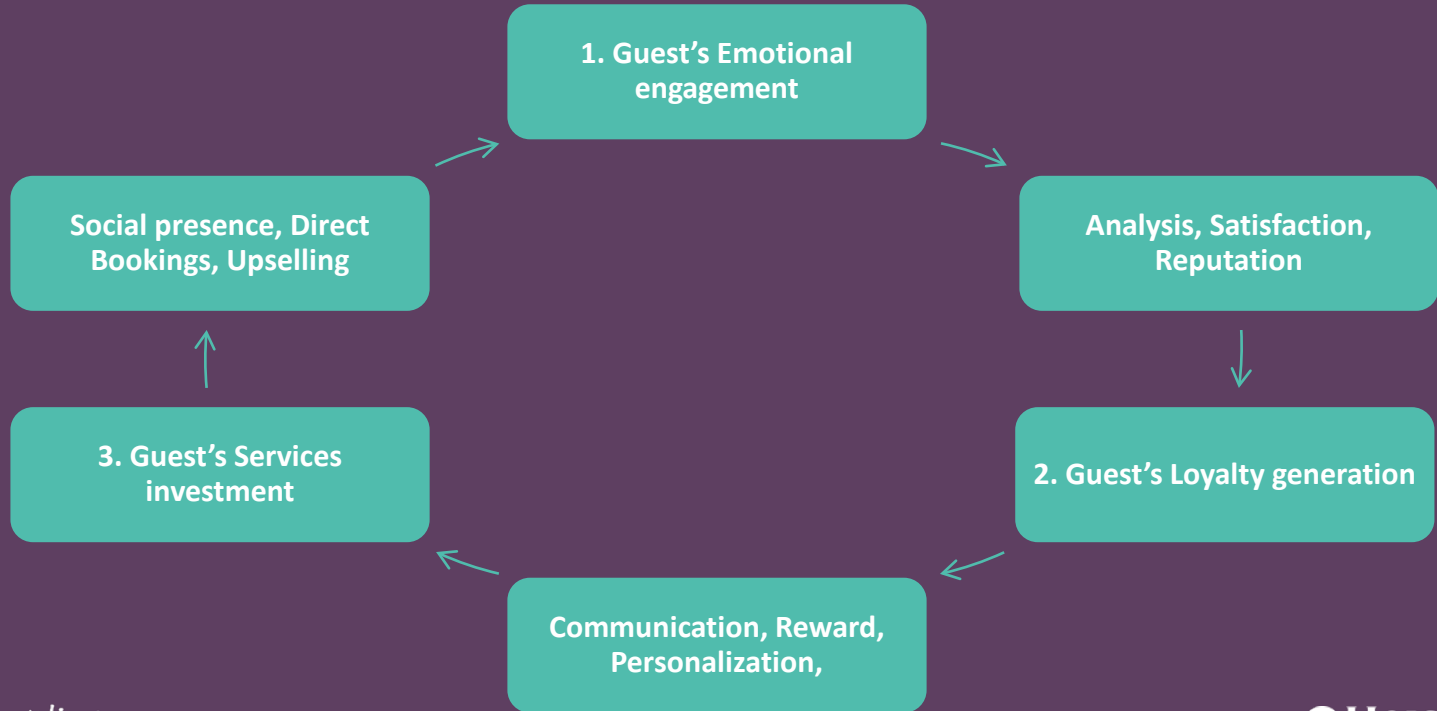 1. Guest’s Emotional
engagement
Analysis, Satisfaction,
Reputation
2. Guest’s Loyalty generation
Communication, Reward,
Personalization,
3. Guest’s Services
investment
Social presence, Direct
Bookings, Upselling